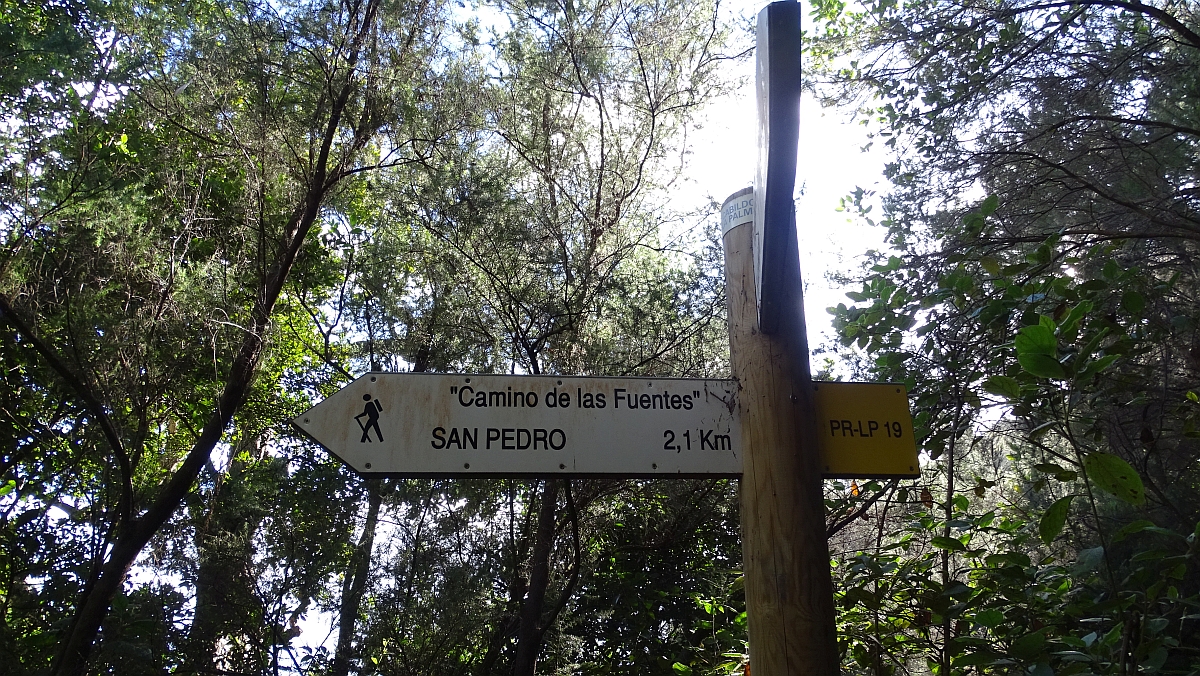 "Camino de las Fuentes"
SAN PEDRO 2,1 Km
PR-LP 19